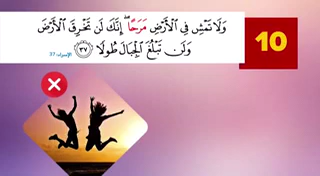 وَلَا تَمْشِ فِي الْأَرْضِ مَرَحًا ۖ إِنَّكَ لَن تَخْرِقَ الْأَرْضَ
وَلَن تَبْلُغَ الْجِبَالَ طُولًا ﴿٣٧﴾ الإسراء: 37
10